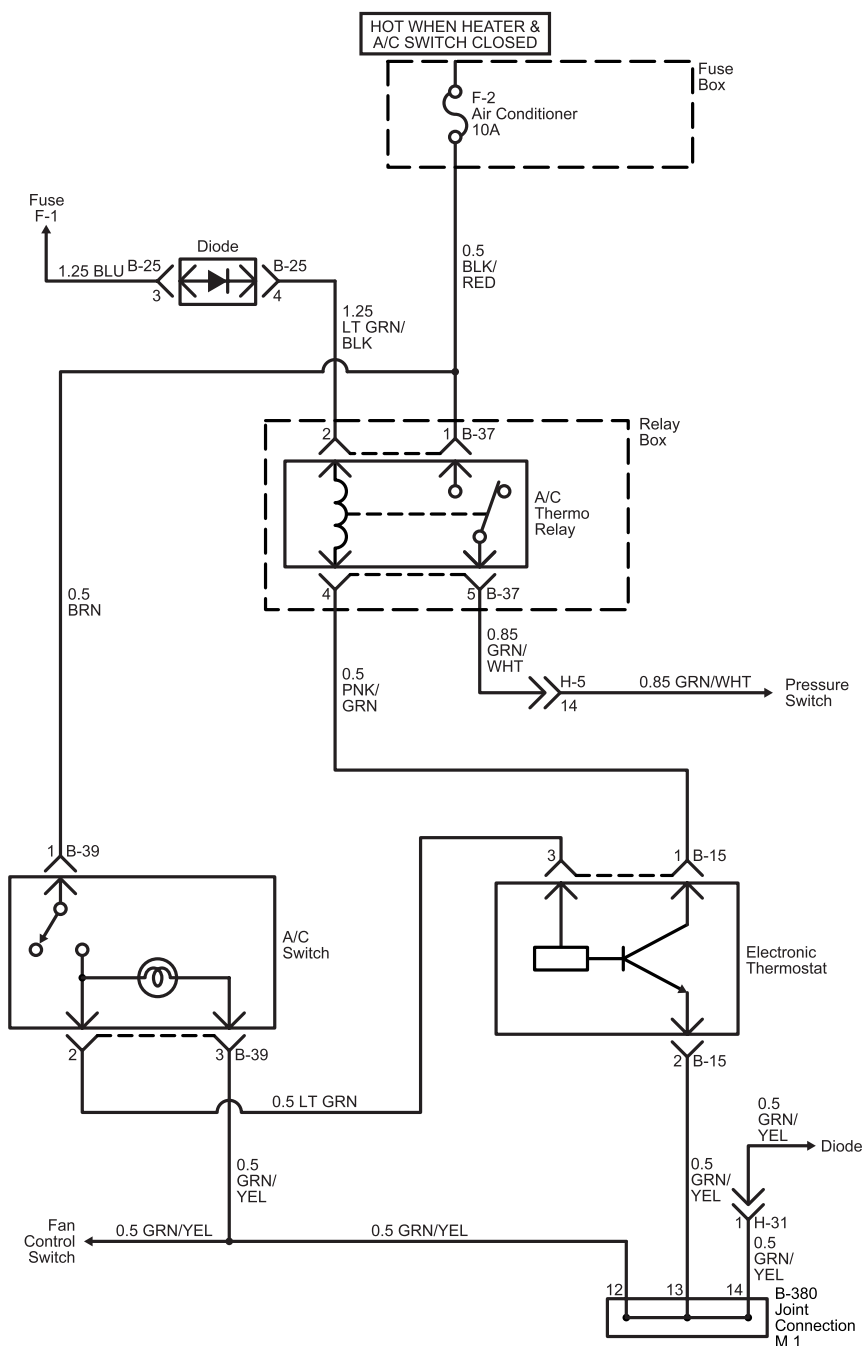 HOT WHEN HEATER &
A/C SWITCH CLOSED
Fuse
Box
F-2
Air Conditioner
10A
Fuse
F-1
Diode
1.25 BLU
B-25
3
B-25
4
0.5
BLK/
RED
1.25
LT GRN/
BLK
2
1
B-37
Relay
Box
A/C
Thermo
Relay
4
5
B-37
0.5
BRN
0.85
GRN/
WHT
0.5
PNK/
GRN
H-5
14
0.85 GRN/WHT
Pressure
Switch
1
B-39
3
1
B-15
A/C
Switch
Electronic
Thermostat
2
3
B-39
2
B-15
0.5 LT GRN
0.5
GRN/
YEL
Diode
0.5
GRN/
YEL
0.5
GRN/
YEL
1
H-31
Fan
Control
Switch
0.5 GRN/YEL
0.5 GRN/YEL
0.5
GRN/
YEL
12
13
14
B-380
Joint
Connection
M 1